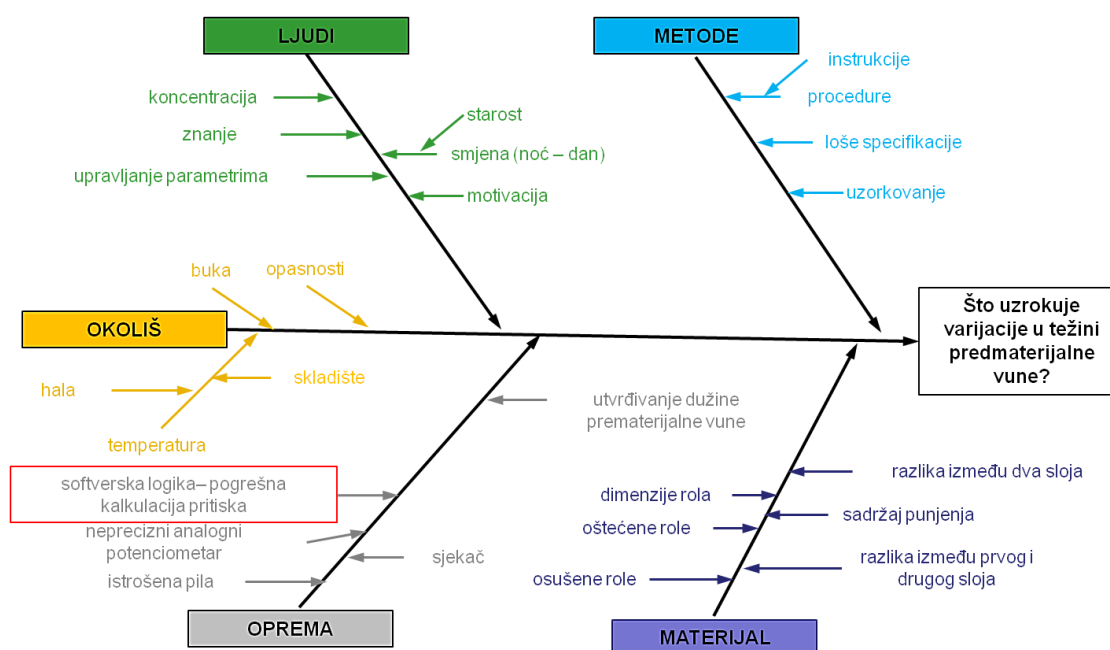 LJUDI
METODE
koncentracija
znanje
upravljanje parametrima
starost
smjena (noć – dan)
motivacija
instrukcije
procedure
loše specifikacije
uzorkovanje
buka
opasnosti
OKOLIŠ
hala
skladište
temperatura
Što uzrokuje
varijacije u težini
predmaterijalne
vune?
utvrđivanje dužine
prematerijalne vune
softverska logika– pogrešna
kalkulacija pritiska
neprecizni analogni
potenciometar
istrošena pila
sjekač
OPREMA
razlika između dva sloja
dimenzije rola
sadržaj punjenja
oštećene role
razlika između prvog i
drugog sloja
osušene role
MATERIJAL